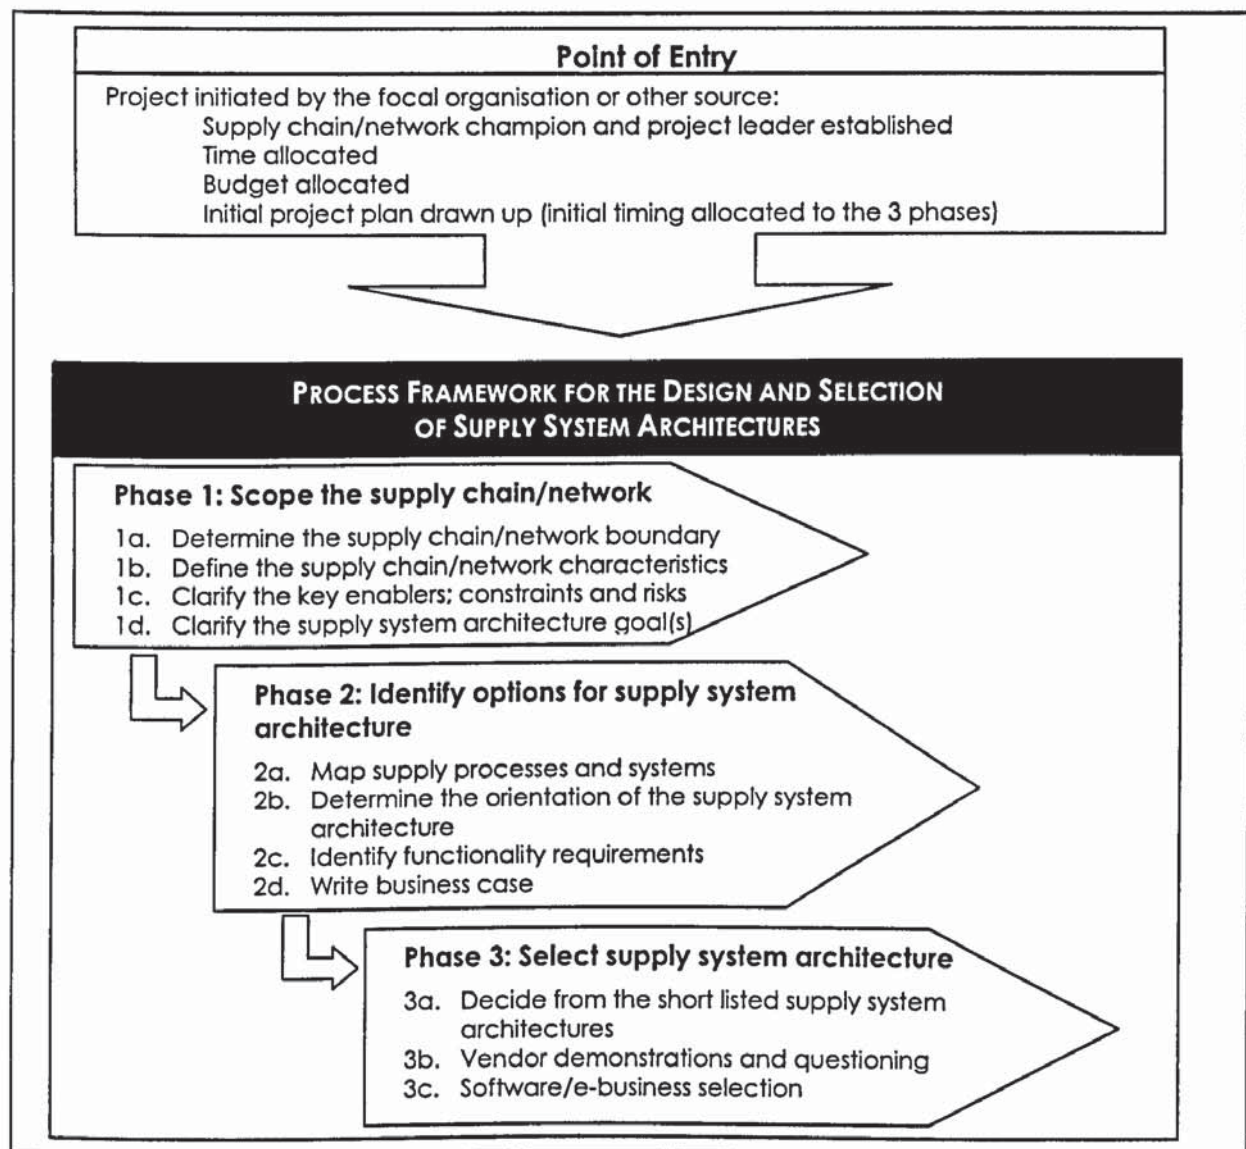 Point of Entry
Project initiated by the focal organisation or other source:
Supply chain/network champion and project leader established
Time allocated
Budget allocated
Initial project plan drawn up (initial timing allocated to the 3 phases)
PROCESS FRAMEWORK FOR THE DESIGN AND SELECTION
OF SUPPLY SYSTEM ARCHITECTURES
Phase 1: Scope the supply chain/network
1a. Determine the supply chain/network boundary
1b. Define the supply chain/network characteristics
1c. Clarify the key enablers; constraints and risks
1d. Clarify the supply system architecture goal(s)
Phase 2: Identify options for supply system
architecture
2a. Map supply processes and systems
2b. Determine the orientation of the supply system
architecture
2c. Identify functionality requirements
2d. Write business case
Phase 3: Select supply system architecture
3a. Decide from the short listed supply system
architectures
3b. Vendor demonstrations and questioning
3c. Software/e-business selection